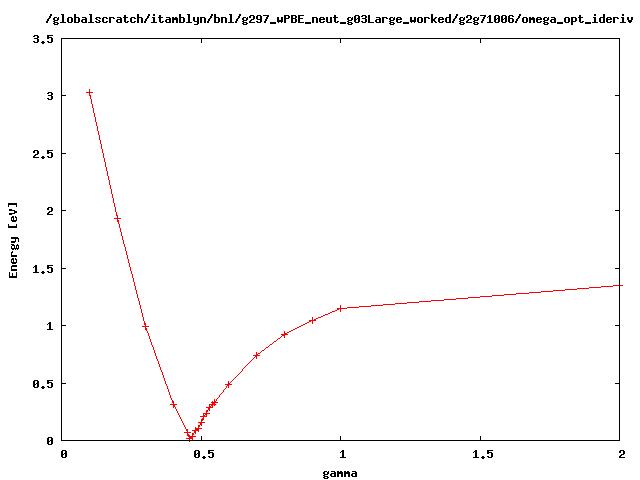 /globalscratch/itamblyn/bnl/g297_wPBE_neut_g03Large_worked/g2g71006/omega_opt_ideriv
3.5
3
2.5
2
1.5
1
0.5
0
Energy [eV]
0 0.5 1 1.5 2
gamma